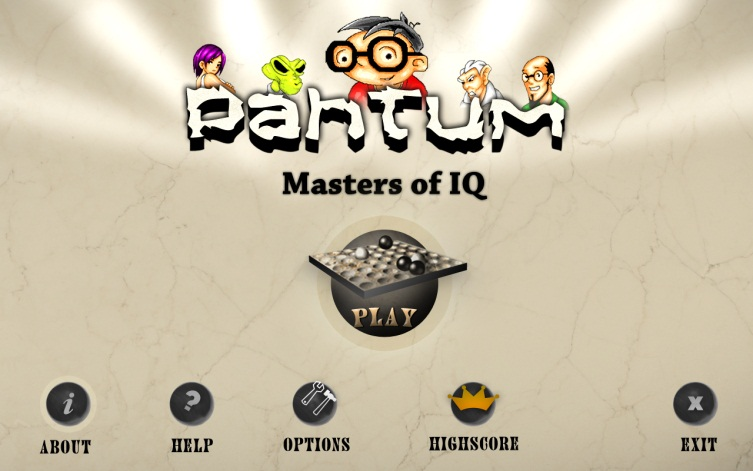 Pantum
Masters of IQ
PLAY
i
?
x
ABOUT
HELP
OPTIONS
HIGHSCORE
EXIT